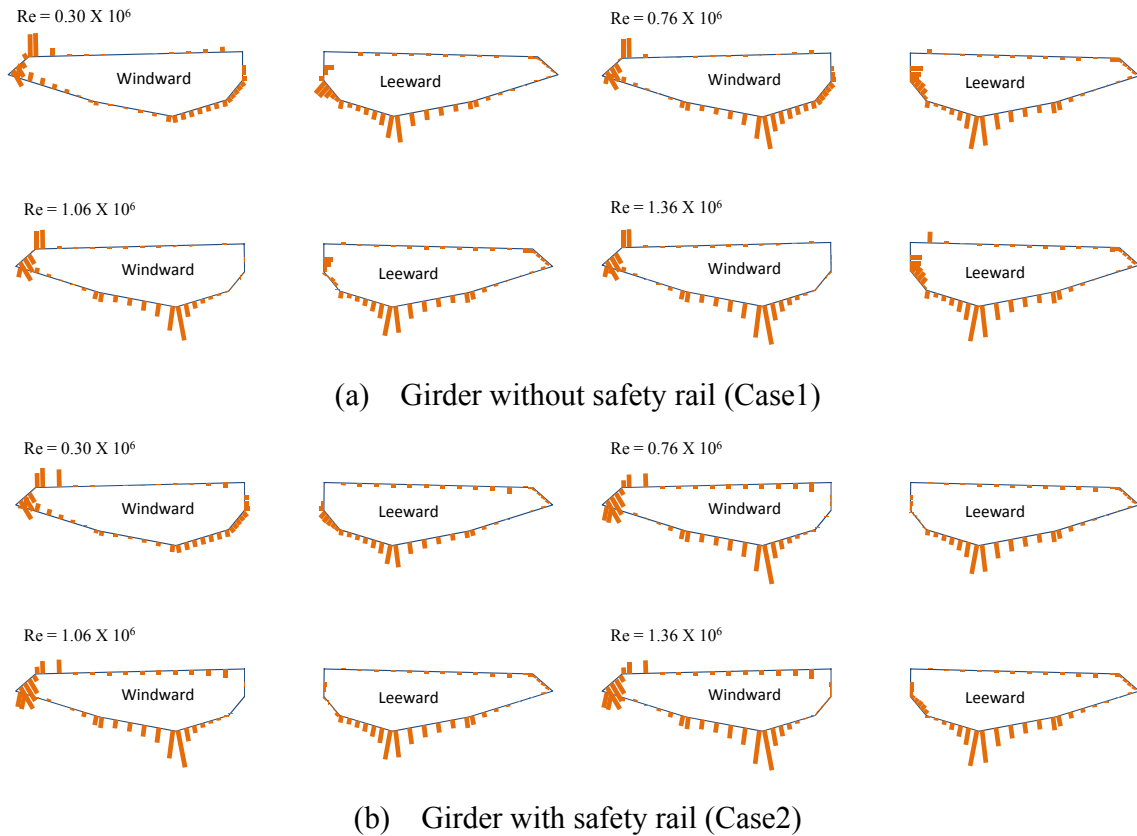 Re = 0.30 X 10⁶
Re = 0.76 X 10⁶
Windward
Leeward
Windward
Leeward
Re = 1.06 X 10⁶
Re = 1.36 X 10⁶
Windward
Leeward
Windward
Leeward
(a) Girder without safety rail (Case1)
Re = 0.30 X 10⁶
Re = 0.76 X 10⁶
Windward
Leeward
Windward
Leeward
Re = 1.06 X 10⁶
Re = 1.36 X 10⁶
Windward
Leeward
Windward
Leeward
(b) Girder with safety rail (Case2)